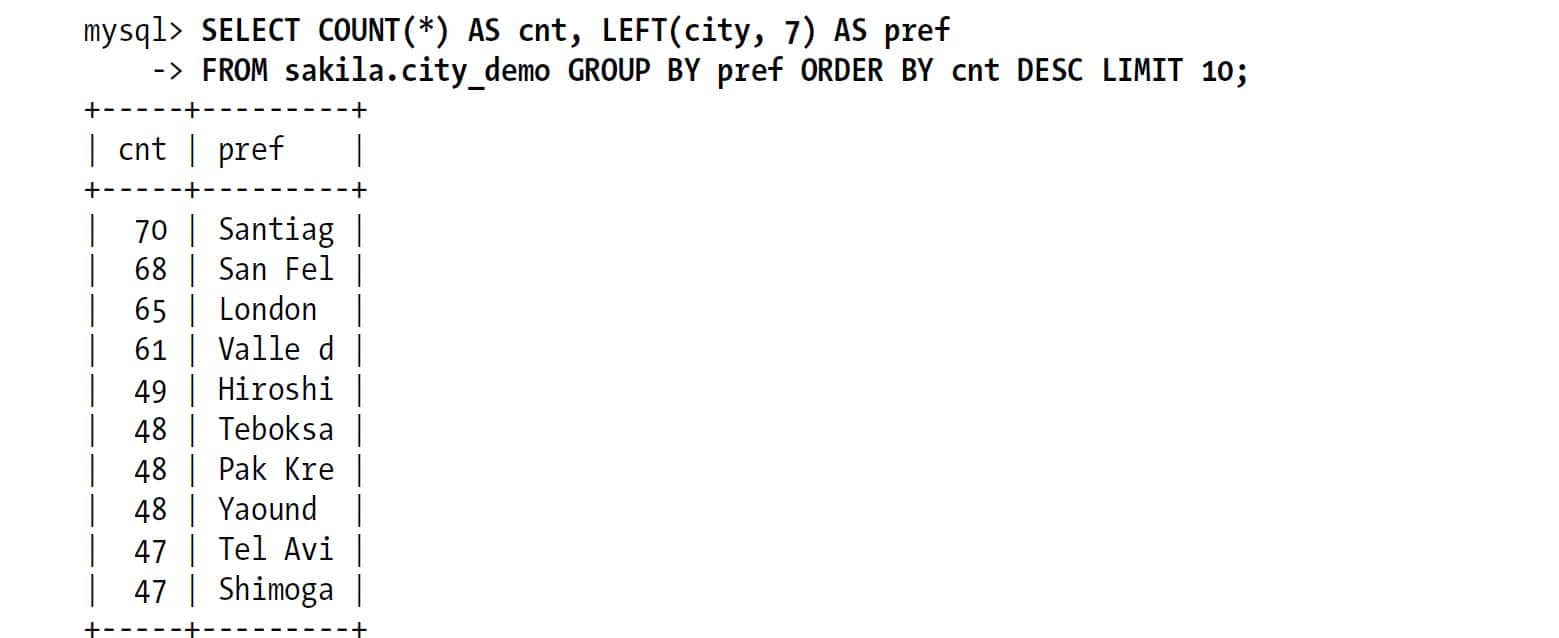 mysql> SELECT COUNT(*) AS cnt, LEFT(city, 7) AS pref
    -> FROM sakila.city_demo GROUP BY pref ORDER BY cnt DESC LIMIT 10;
+-----+---------+
| cnt | pref    |
+-----+---------+
|  70 | Santiag |
|  68 | San Fel |
|  65 | London  |
|  61 | Valle d |
|  49 | Hiroshi |
|  48 | Teboksa |
|  48 | Pak Kre |
|  48 | Yaound  |
|  47 | Tel Avi |
|  47 | Shimoga |
+-----+---------+